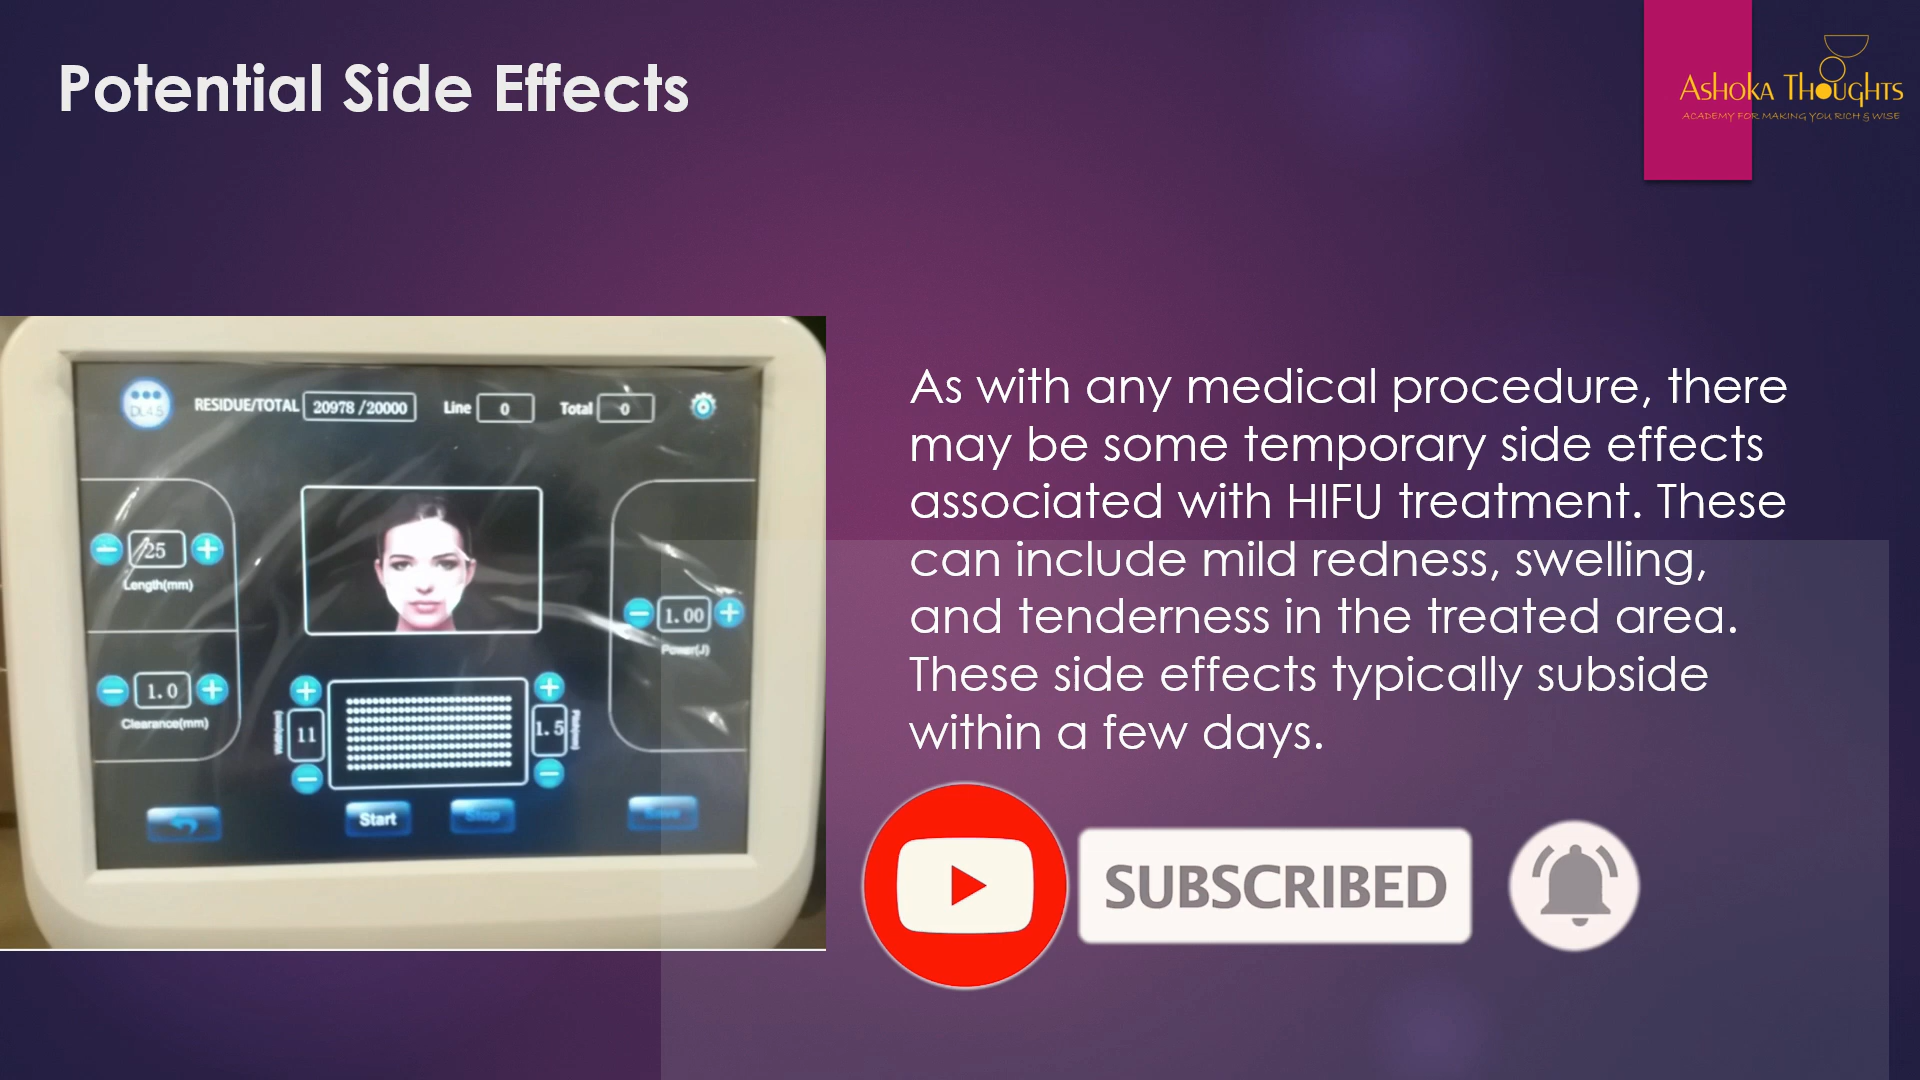 Potential Side Effects
ASHOKA THOUGHTS
ACADEMY FOR MAKING YOU RICH & WISE
RESIDUE/TOTAL 20978 /20000 Line 0 Total 0
DL4.5
25
Length(mm)
1.00
Power(J)
1.0
Clearance(mm)
11
1.5
Start Stop Save
As with any medical procedure, there
may be some temporary side effects
associated with HIFU treatment. These
can include mild redness, swelling,
and tenderness in the treated area.
These side effects typically subside
within a few days.
SUBSCRIBED